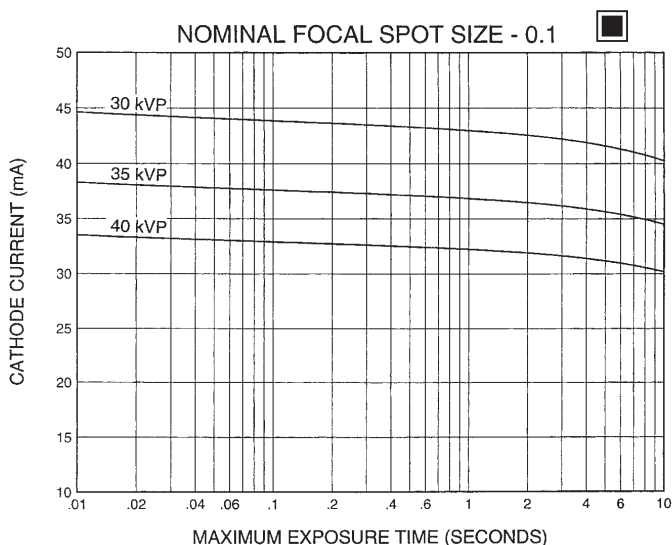 NOMINAL FOCAL SPOT SIZE - 0.1
50
45
40
35
30
25
20
15
10
30 kVP
35 kVP
40 kVP
CATHODE CURRENT (mA)
.01 .02 .04 .06 .1 .2 .4 .6 1 2 4 6 10
MAXIMUM EXPOSURE TIME (SECONDS)